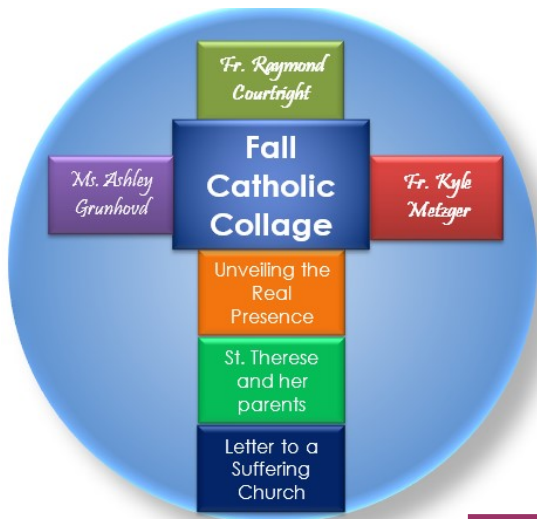 Fr. Raymond
Courtright
Fall
Catholic
Collage
Ms. Ashley
Grunhovd
Fr. Kyle
Metzger
Unveiling the
Real
Presence
St. Therese
and her
parents
Letter to a
Suffering
Church